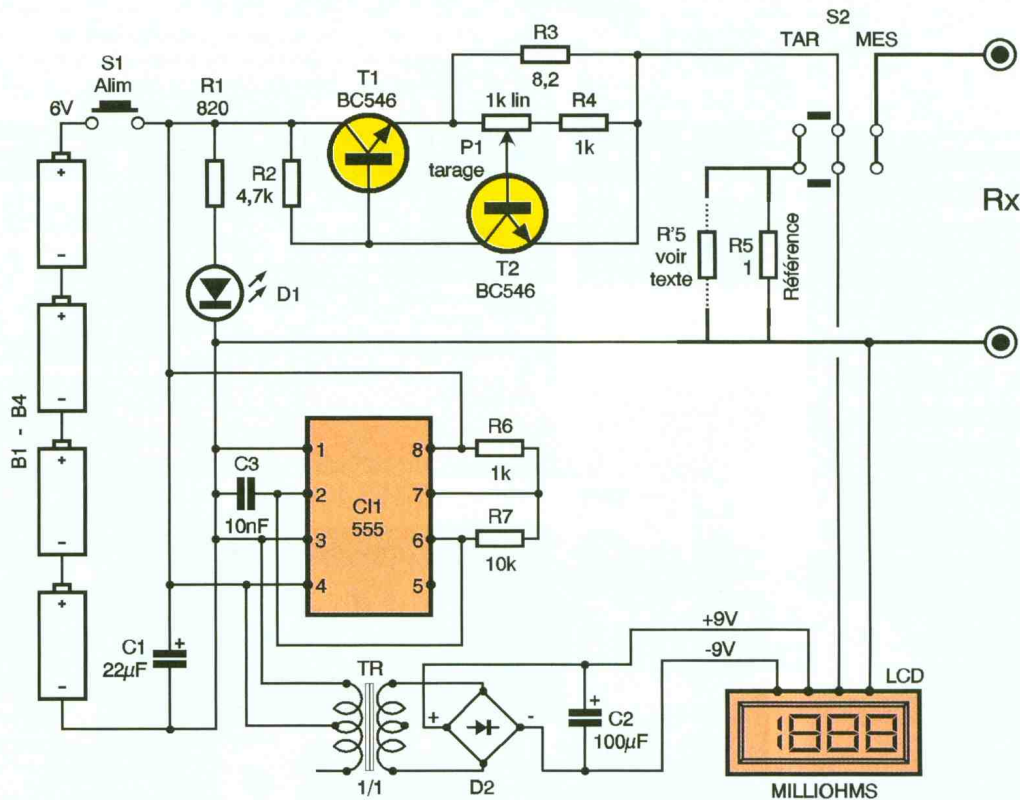 S1
Alim
6V
R1
820
T1
BC546
R3
8,2
S2
TAR
MES
1k lin
R4
P1
tarage
1k
R2
4,7k
T2
BC546
R'5
voir
texte
R5
1
Référence
Rx
D1
B1 - B4
C3
10nF
CI1
555
1
2
3
4
8
7
6
5
R6
1k
R7
10k
C1
22µF
+
TR
1/1
D2
+
-
C2
100µF
+
+9V
-9V
LCD
1888
MILLIOHMS
+
-
+
-
+
-
+
-